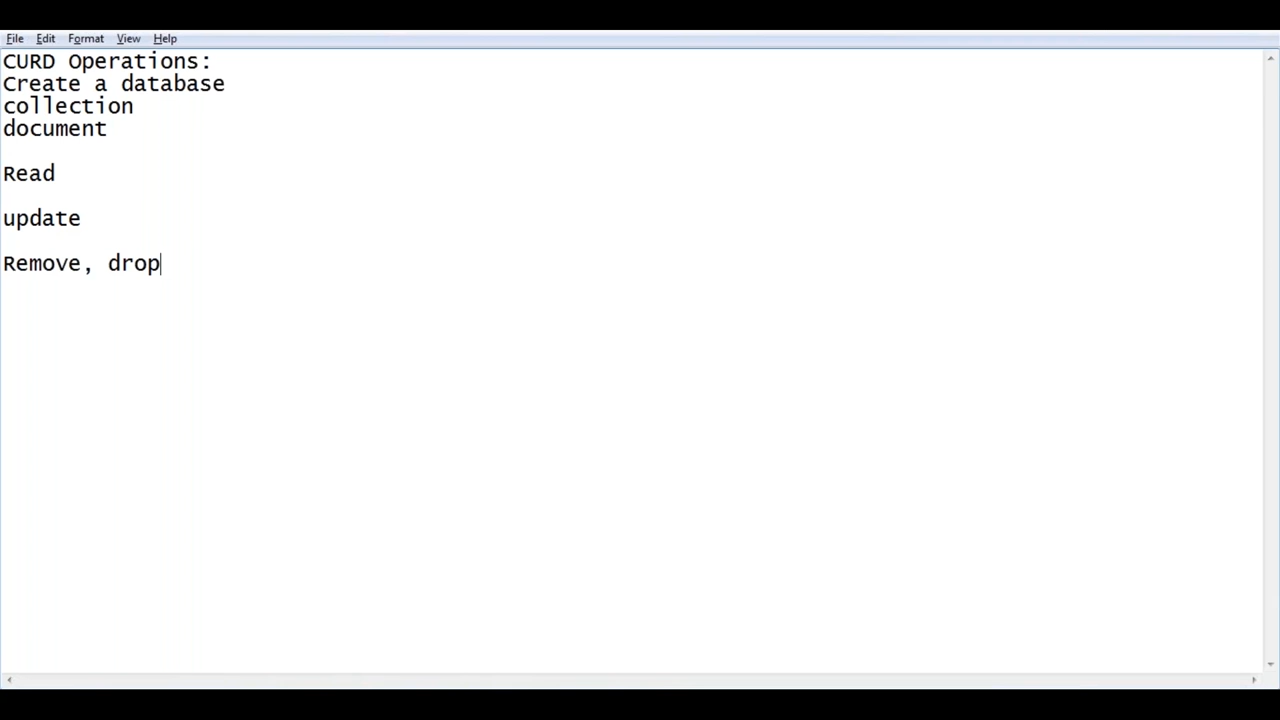 File Edit Format View Help
CURD Operations:
Create a database
collection
document
Read
update
Remove, drop